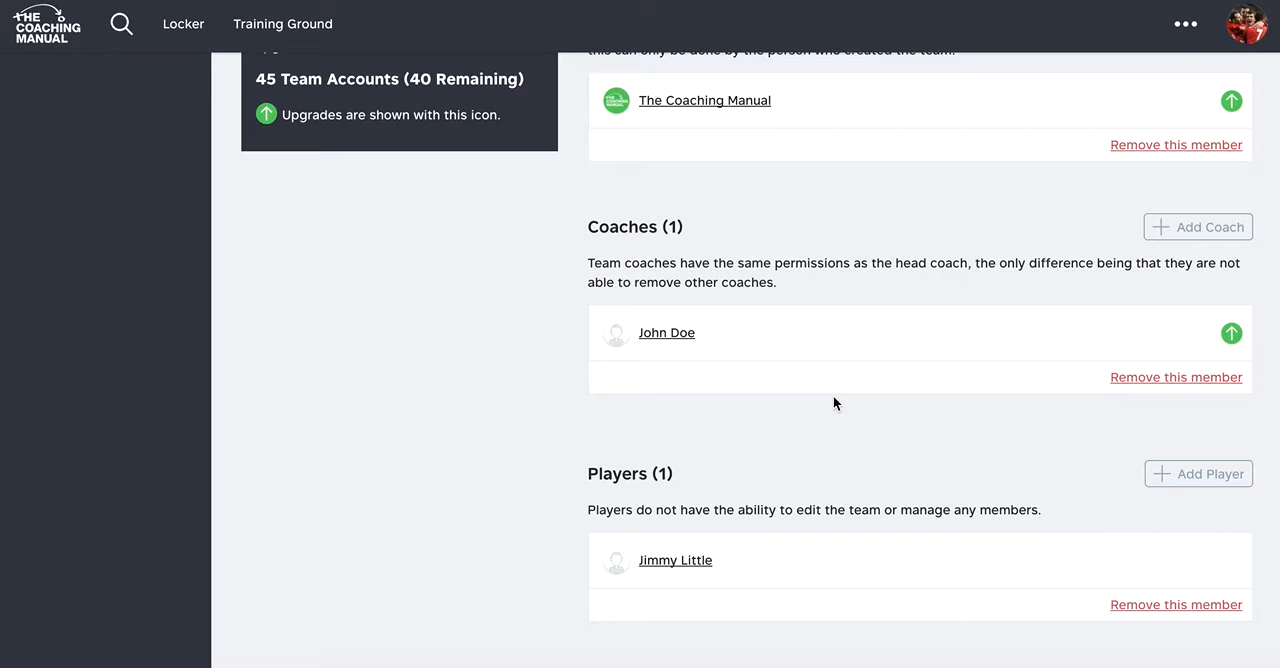 THE
COACHING
MANUAL
Locker
Training Ground
7
this can only be done by the person who created the team.
45 Team Accounts (40 Remaining)
Upgrades are shown with this icon.
THE
COACHING
MANUAL
The Coaching Manual
Remove this member
Coaches (1)
Add Coach
Team coaches have the same permissions as the head coach, the only difference being that they are not
able to remove other coaches.
John Doe
Remove this member
Players (1)
Add Player
Players do not have the ability to edit the team or manage any members.
Jimmy Little
Remove this member